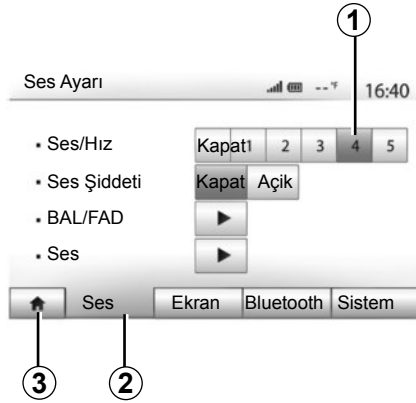 1
Ses Ayarı --°F 16:40
▪ Ses/Hız Kapat 1 2 3 4 5
▪ Ses Şiddeti Kapat Açik
▪ BAL/FAD
▪ Ses
Ses Ekran Bluetooth Sistem
3 2